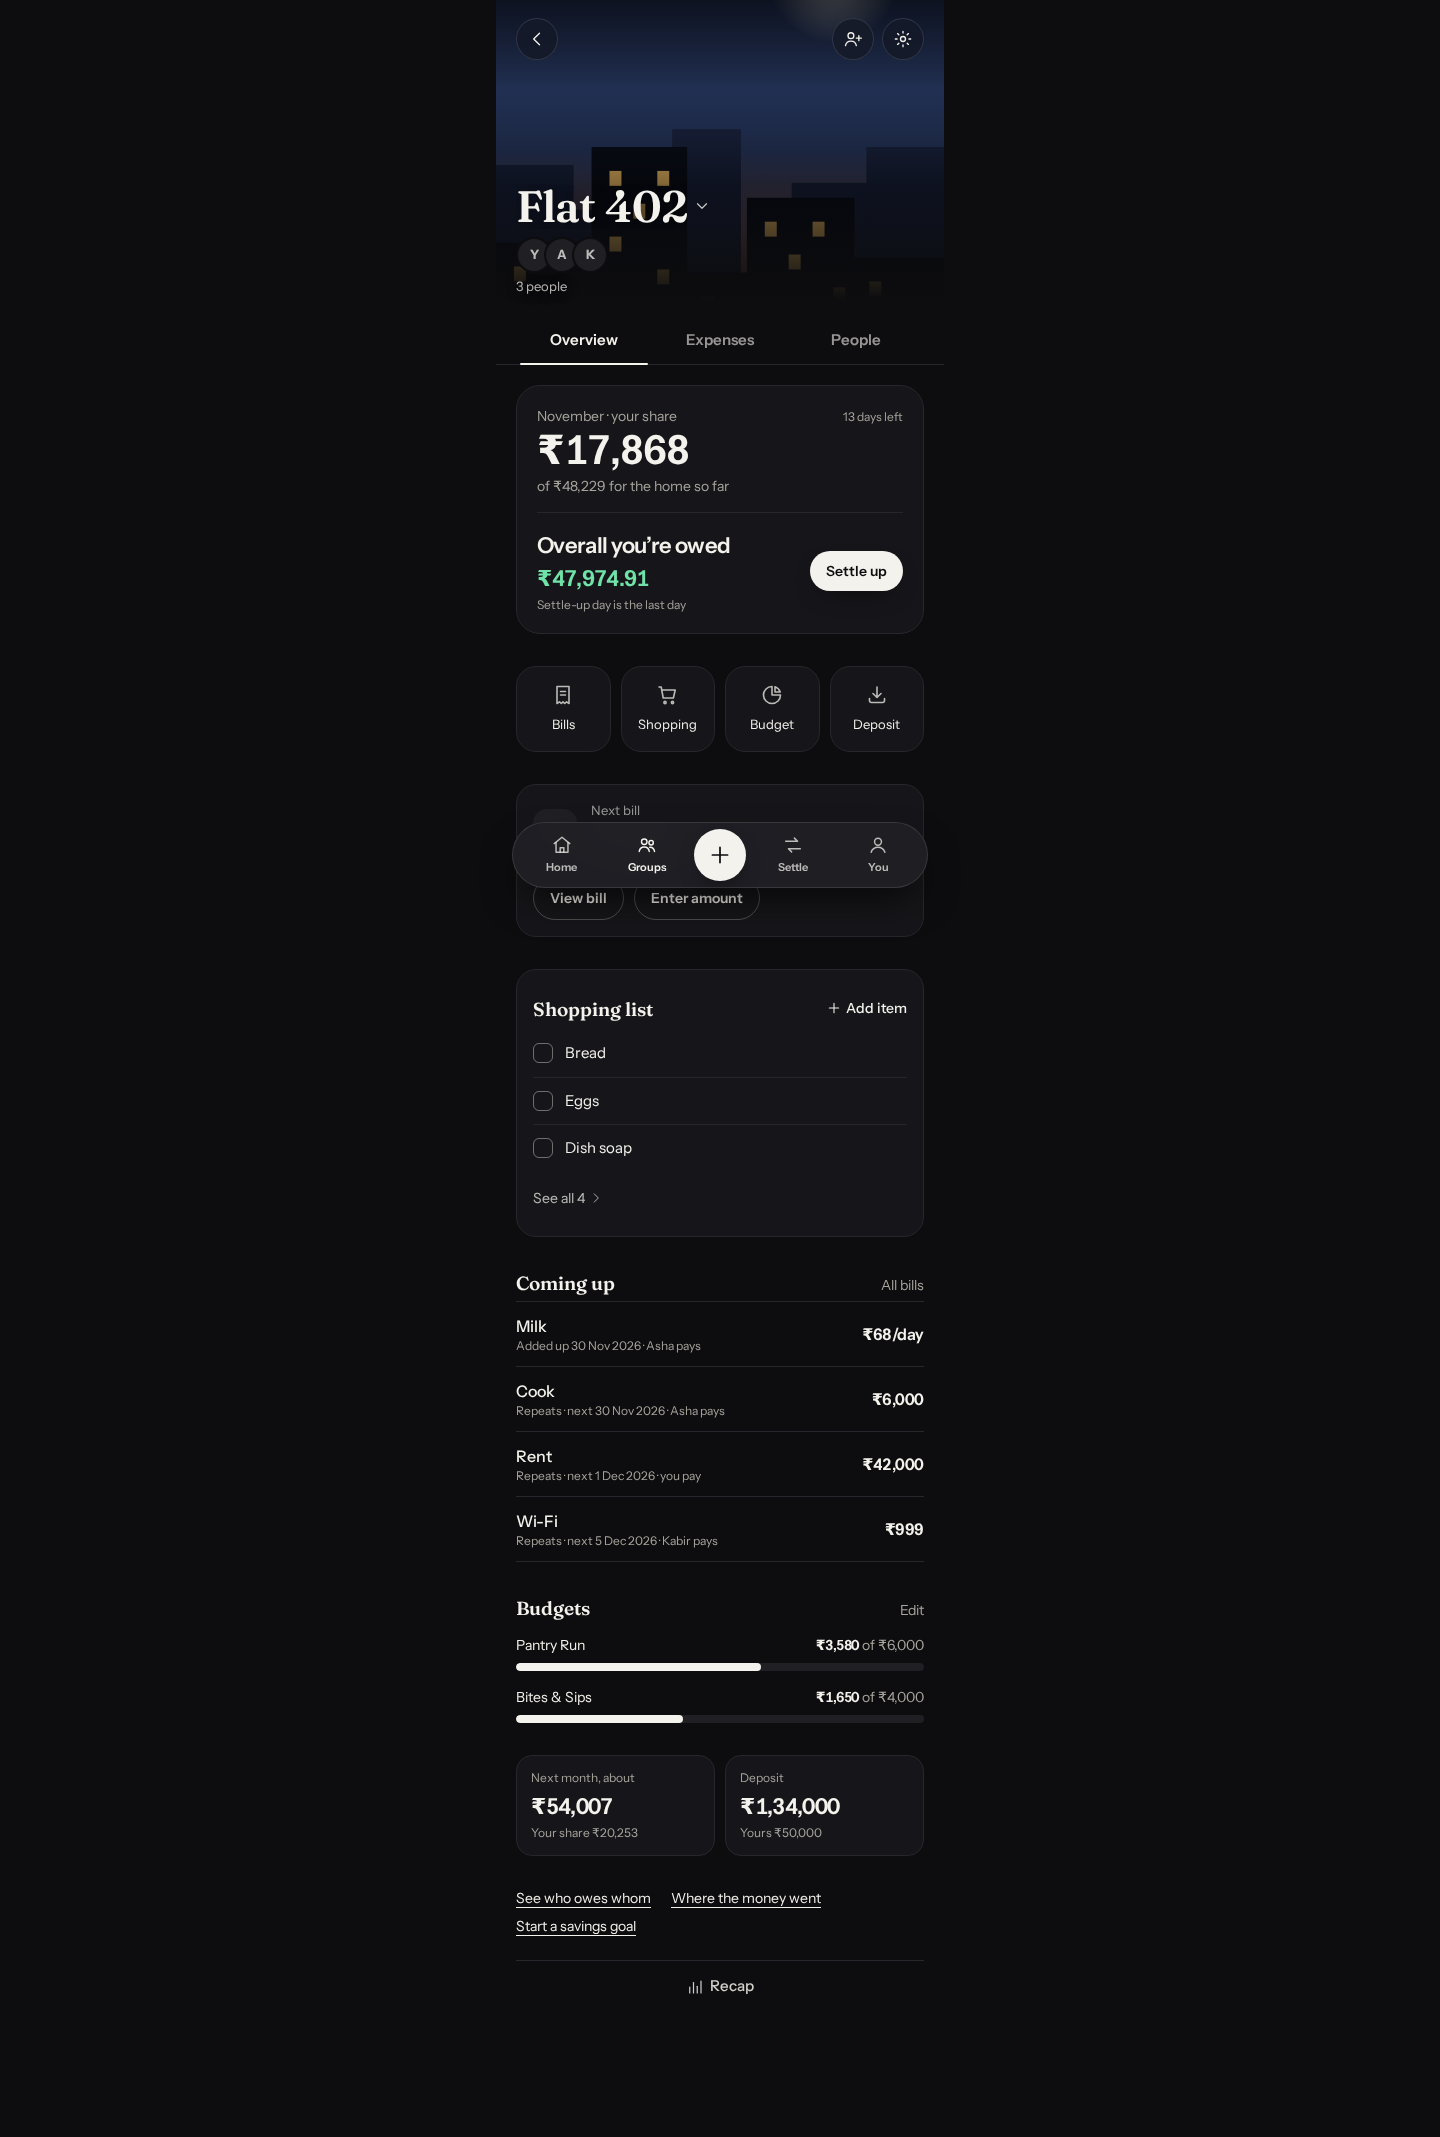 Flat 402
Y A K
3 people
Overview Expenses People
November · your share 13 days left
₹17,868
of ₹48,229 for the home so far
Overall you’re owed
₹47,974.91
Settle up
Settle-up day is the last day
Bills Shopping Budget Deposit
Next bill
Home Groups Settle You
View bill Enter amount
Shopping list Add item
Bread
Eggs
Dish soap
See all 4
Coming up All bills
Milk
Added up 30 Nov 2026 · Asha pays
₹68/day
Cook
Repeats · next 30 Nov 2026 · Asha pays
₹6,000
Rent
Repeats · next 1 Dec 2026 · you pay
₹42,000
Wi-Fi
Repeats · next 5 Dec 2026 · Kabir pays
₹999
Budgets Edit
Pantry Run ₹3,580 of ₹6,000
Bites & Sips ₹1,650 of ₹4,000
Next month, about
₹54,007
Your share ₹20,253
Deposit
₹1,34,000
Yours ₹50,000
See who owes whom Where the money went
Start a savings goal
Recap